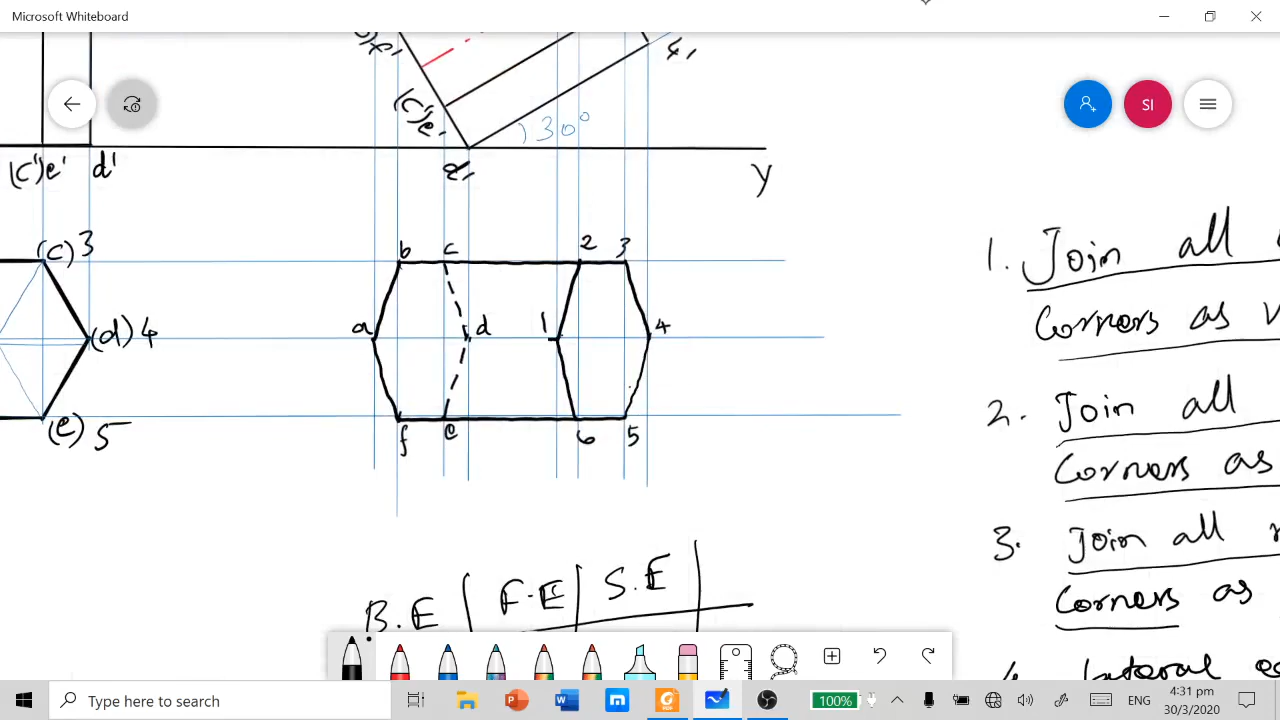 Microsoft Whiteboard
SI
(c')e'
30°
(c')e' d'
y
(c) 3
b c 2 3
a d 1 4
(d) 4
(e) 5
f e 6 5
1. Join all
Corners as
2. Join all
Corners as
3. Join all
Corners as
B.E F.E S.E
Type here to search
100%
ENG
4:31 pm
30/3/2020